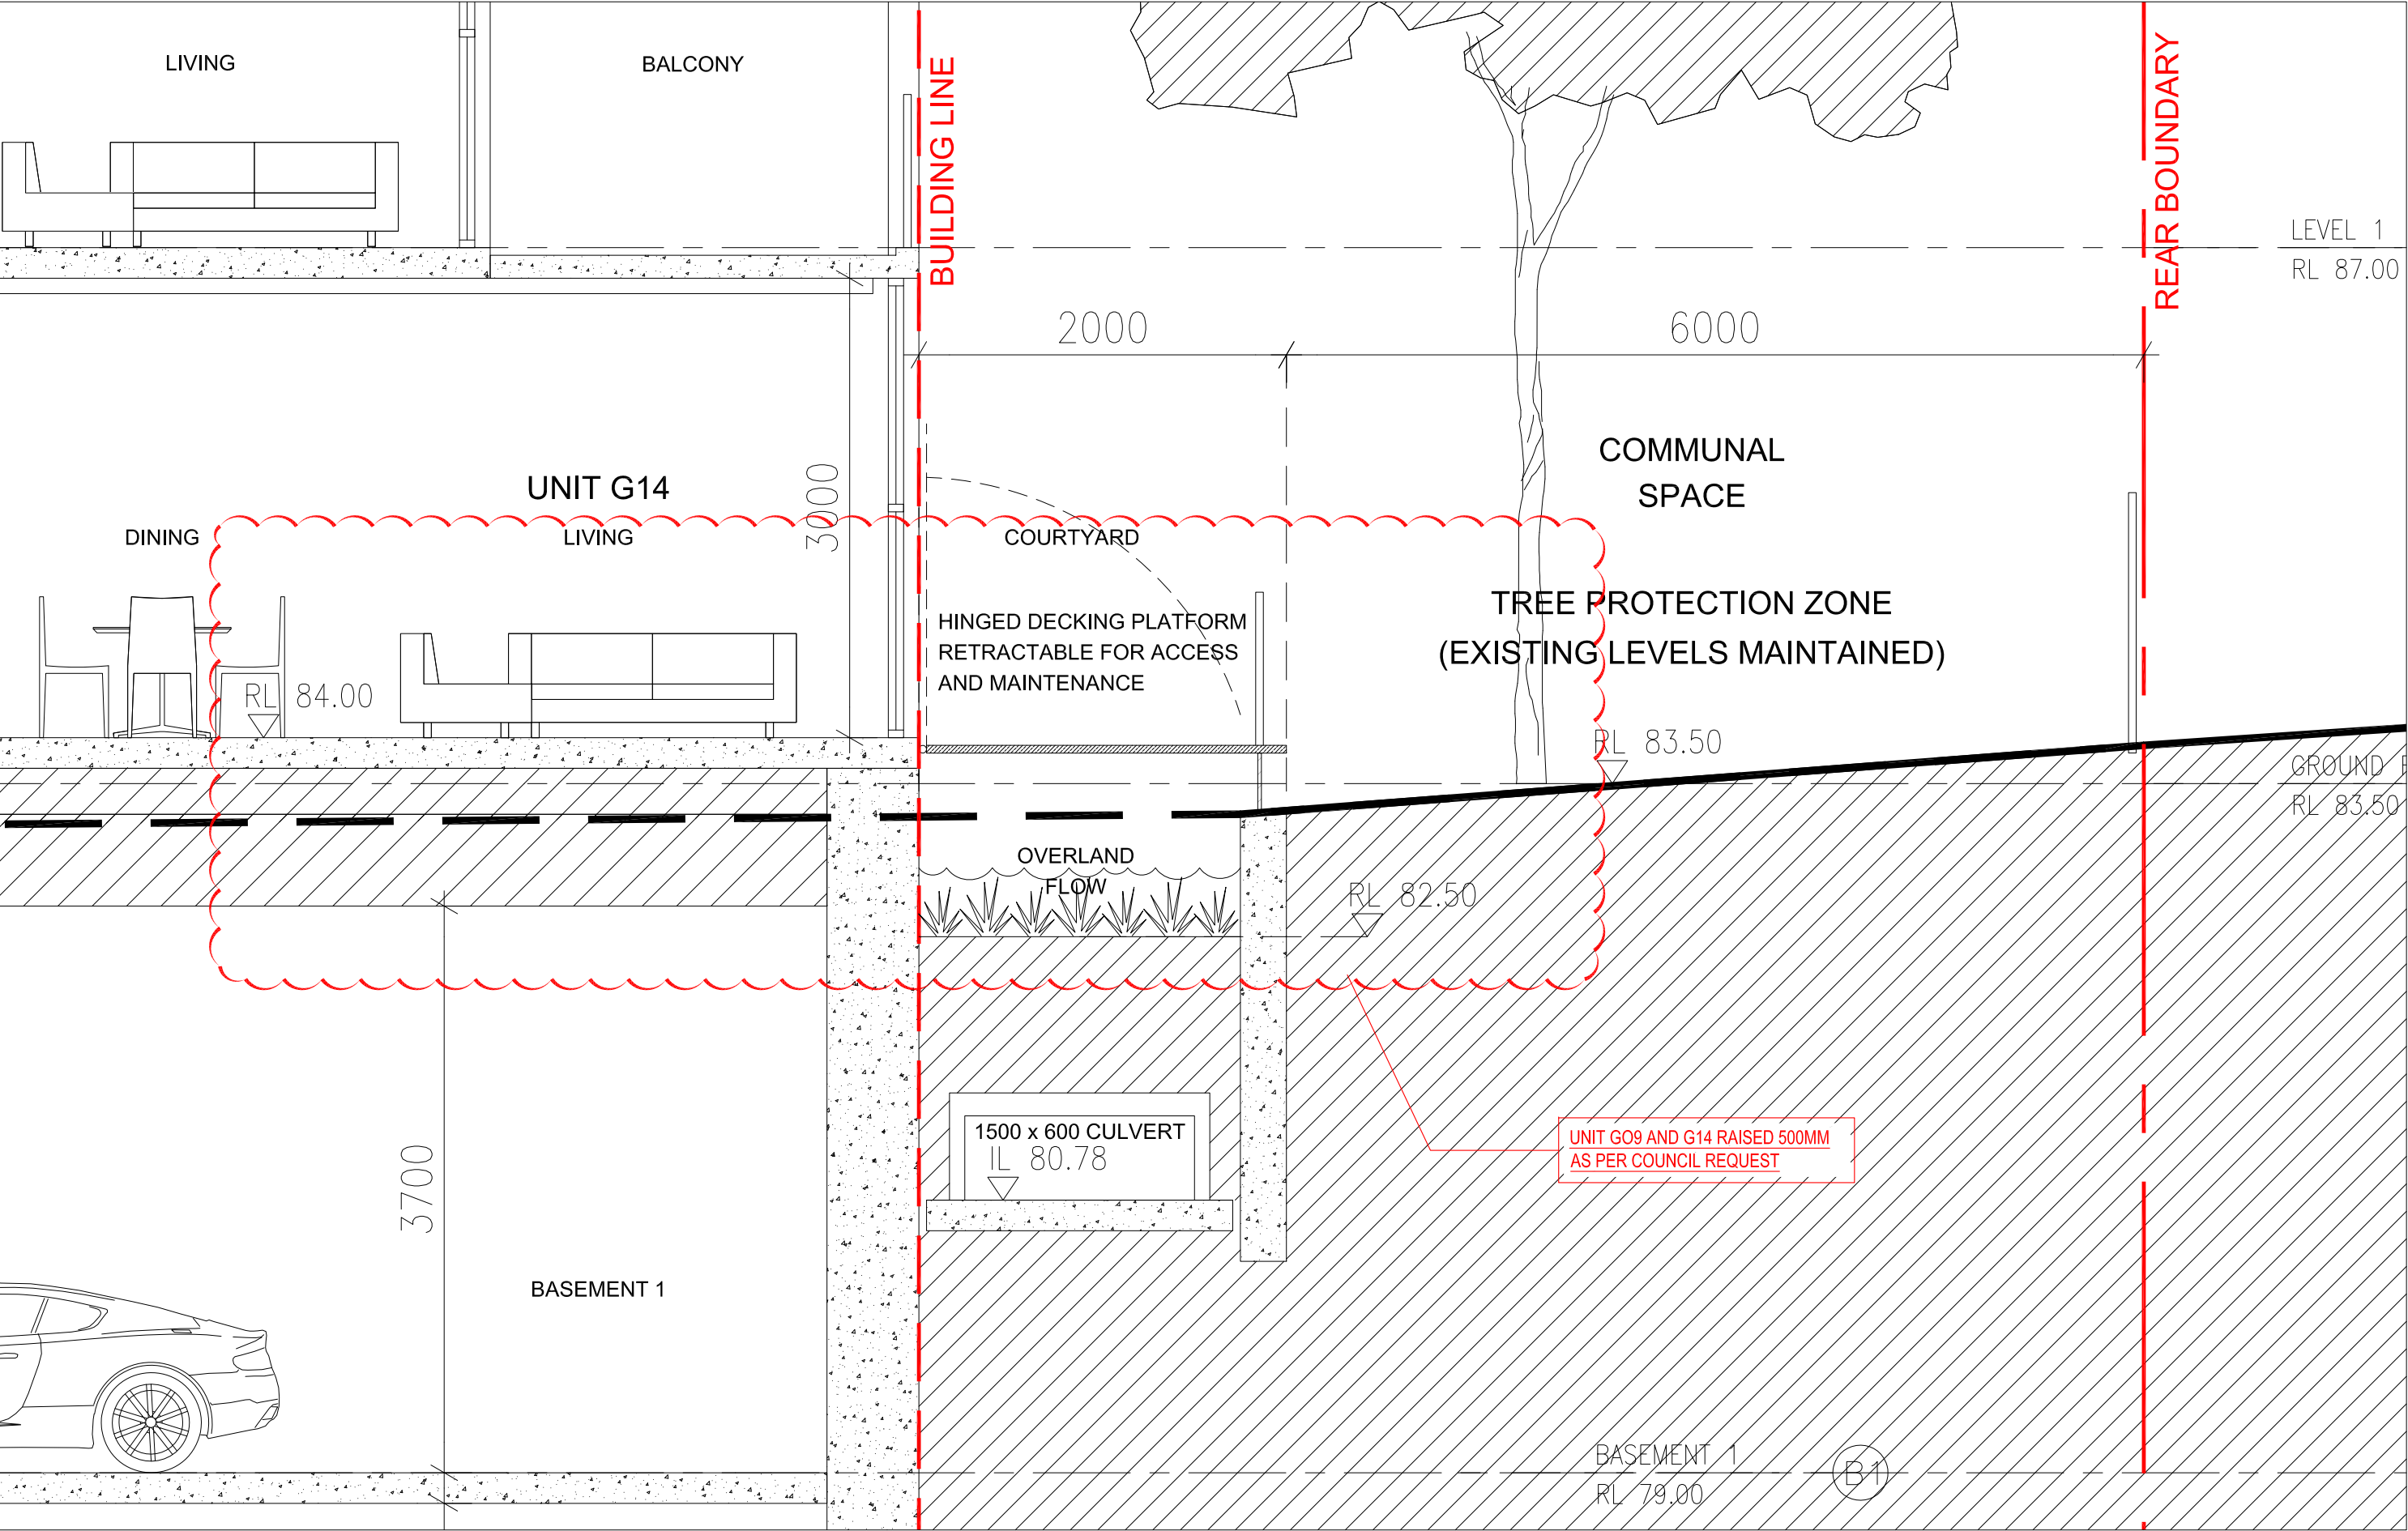 LIVING
BALCONY
BUILDING LINE
REAR BOUNDARY
LEVEL 1
RL 87.00
2000
6000
COMMUNAL
SPACE
UNIT G14
3000
DINING
LIVING
COURTYARD
HINGED DECKING PLATFORM
RETRACTABLE FOR ACCESS
AND MAINTENANCE
TREE PROTECTION ZONE
(EXISTING LEVELS MAINTAINED)
RL 84.00
RL 83.50
GROUND
RL 83.50
OVERLAND
FLOW
RL 82.50
1500 x 600 CULVERT
IL 80.78
UNIT GO9 AND G14 RAISED 500MM
AS PER COUNCIL REQUEST
3700
BASEMENT 1
BASEMENT 1
RL 79.00
B1